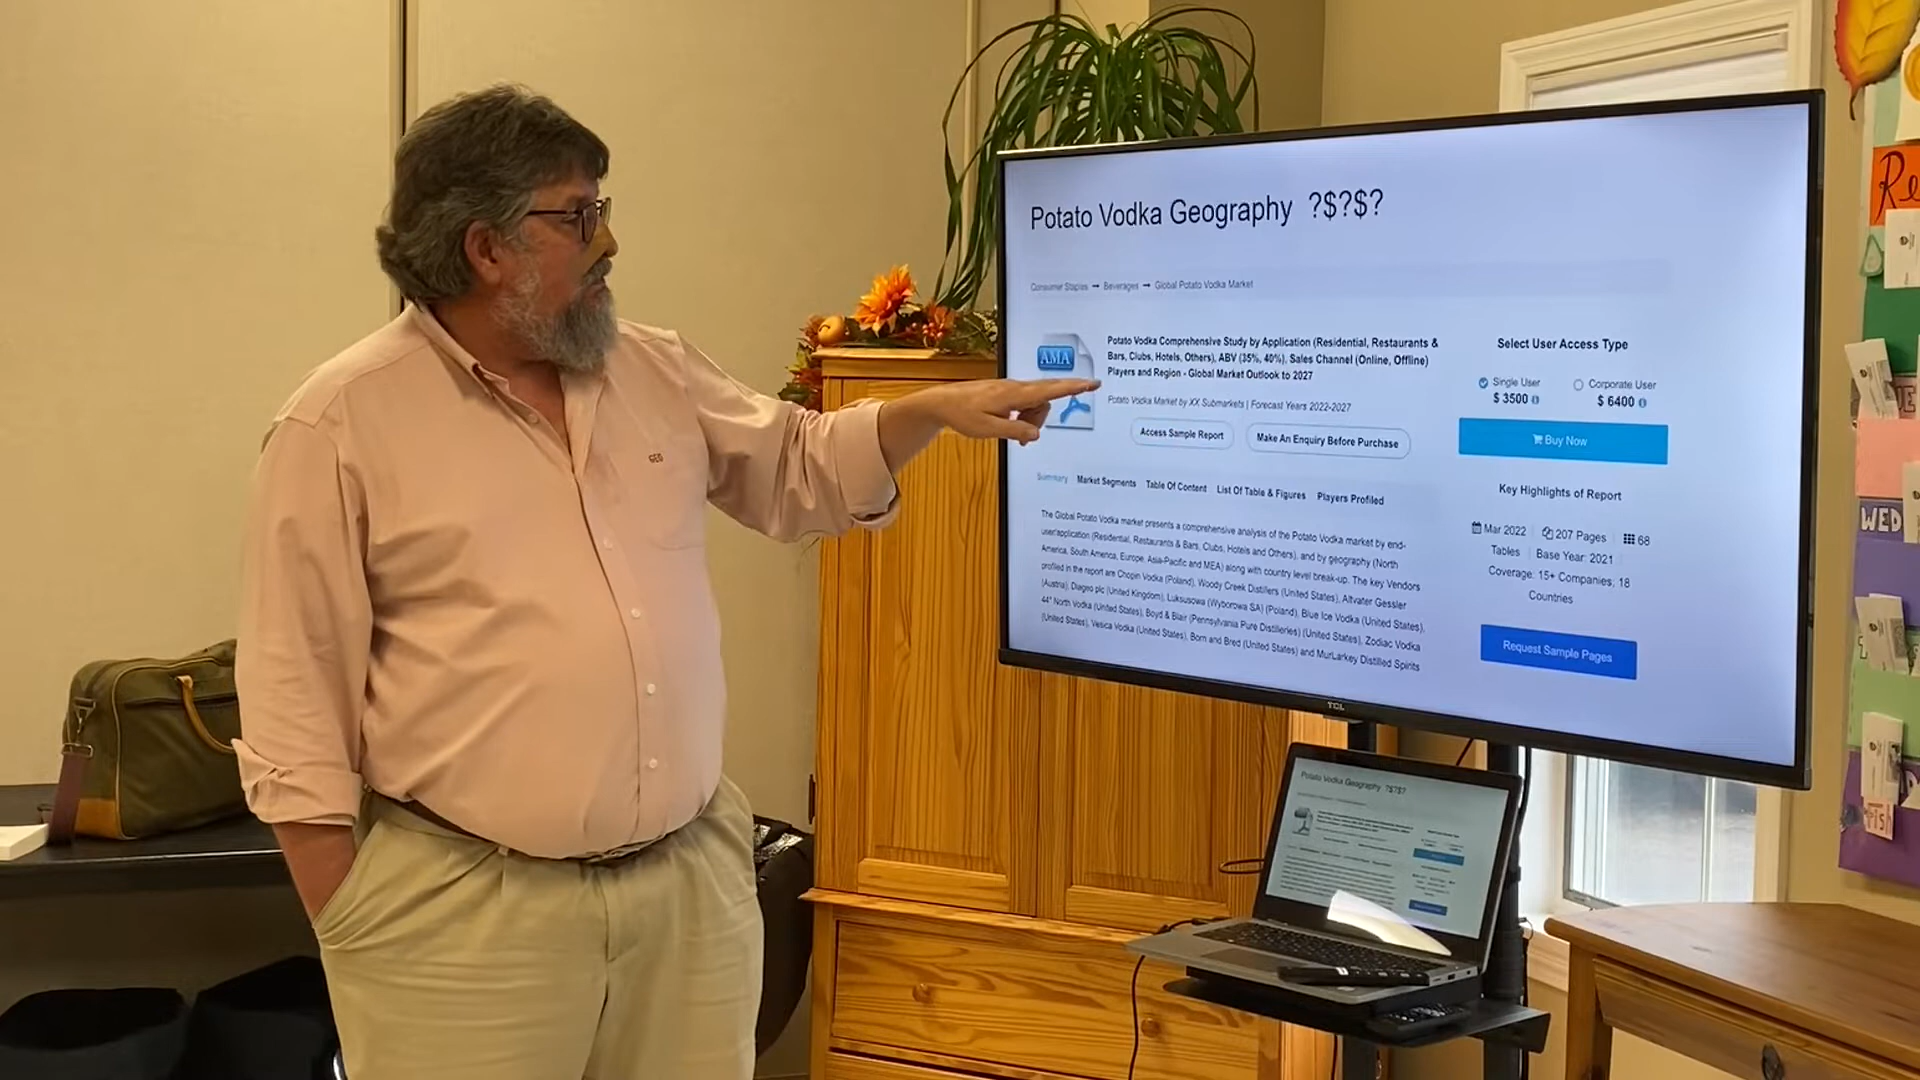 Potato Vodka Geography ?$?$?
Consumer Staples → Beverages → Global Potato Vodka Market
AMA
Potato Vodka Comprehensive Study by Application (Residential, Restaurants &
Bars, Clubs, Hotels, Others), ABV (35%, 40%), Sales Channel (Online, Offline)
Players and Region - Global Market Outlook to 2027
Potato Vodka Market by XX Submarkets | Forecast Years 2022-2027
Access Sample Report
Make An Enquiry Before Purchase
Summary Market Segments Table Of Content List Of Table & Figures Players Profiled
The Global Potato Vodka market presents a comprehensive analysis of the Potato Vodka market by end-
user/application (Residential, Restaurants & Bars, Clubs, Hotels and Others), and by geography (North
America, South America, Europe, Asia-Pacific and MEA) along with country level break-up. The key Vendors
profiled in the report are Chopin Vodka (Poland), Woody Creek Distillers (United States), Altvater Gessler
(Austria), Diageo plc (United Kingdom), Luksusowa (Wyborowa SA) (Poland), Blue Ice Vodka (United States),
44° North Vodka (United States), Boyd & Blair (Pennsylvania Pure Distilleries) (United States), Zodiac Vodka
(United States), Vesica Vodka (United States), Born and Bred (United States) and MurLarkey Distilled Spirits
Select User Access Type
Single User
$ 3500
Corporate User
$ 6400
Buy Now
Key Highlights of Report
Mar 2022 | 207 Pages | 68
Tables | Base Year: 2021
Coverage: 15+ Companies; 18
Countries
Request Sample Pages
TCL
Potato Vodka Geography ?$?$?
GEO
Re
WED